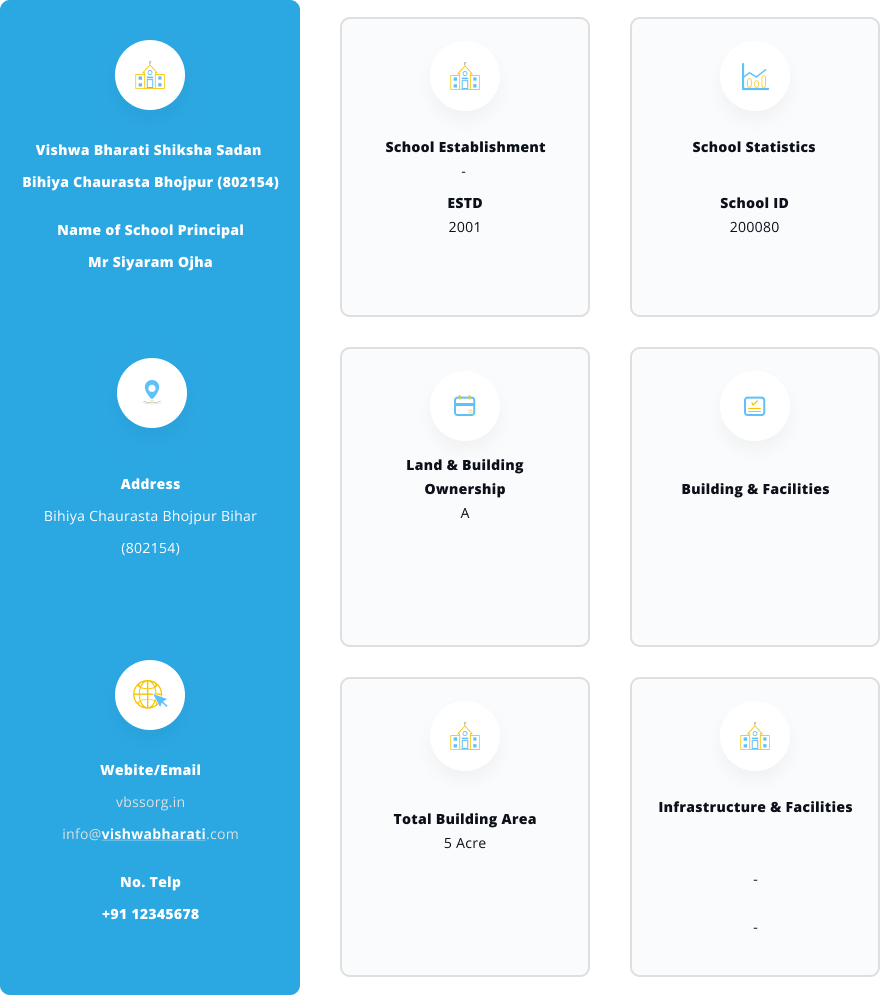 Vishwa Bharati Shiksha Sadan
Bihiya Chaurasta Bhojpur (802154)
Name of School Principal
Mr Siyaram Ojha
Address
Bihiya Chaurasta Bhojpur Bihar
(802154)
Webite/Email
vbssorg.in
info@vishwabharati.com
No. Telp
+91 12345678
School Establishment
-
ESTD
2001
School Statistics
School ID
200080
Land & Building
Ownership
A
Building & Facilities
Total Building Area
5 Acre
Infrastructure & Facilities
-
-